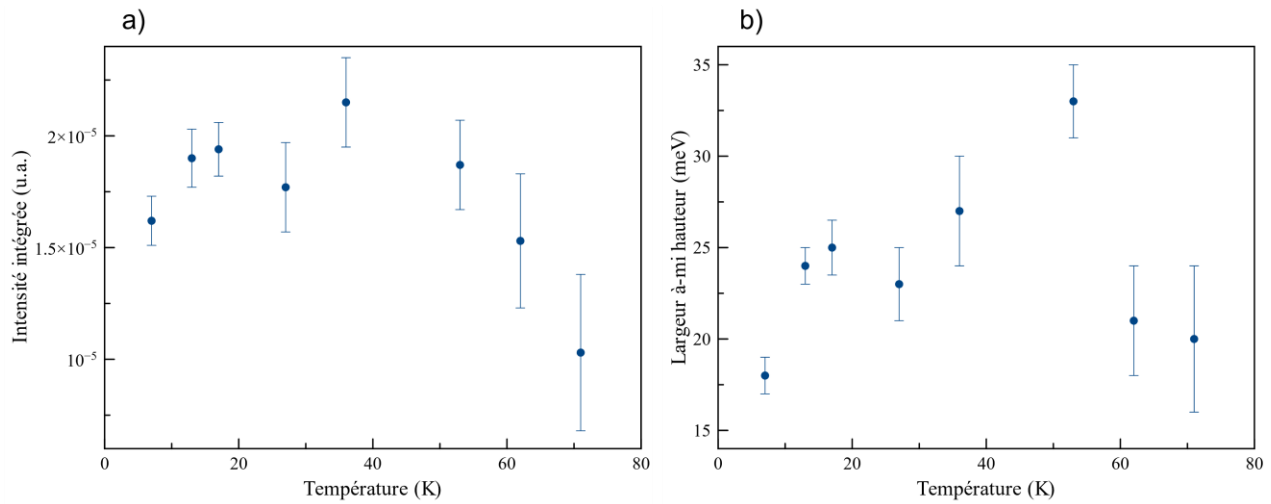 a)
Intensité intégrée (u.a.)
2×10⁻⁵
1.5×10⁻⁵
10⁻⁵
0 20 40 60 80
Température (K)
b)
Largeur à-mi hauteur (meV)
35
30
25
20
15
0 20 40 60 80
Température (K)